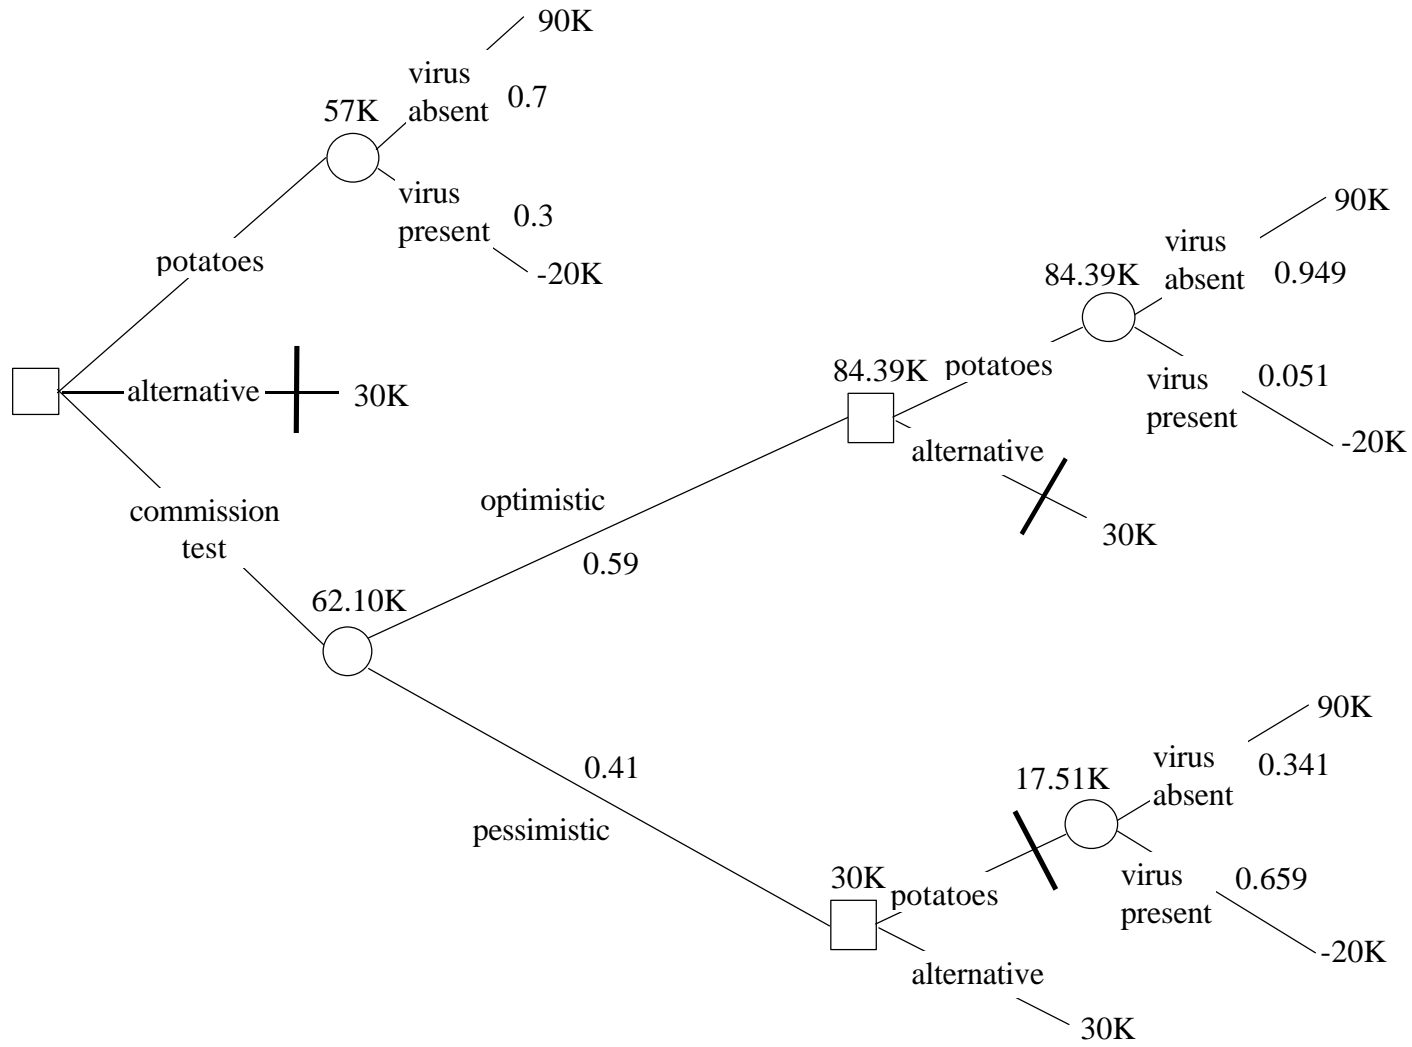 90K
virus
absent
0.7
57K
virus
present
0.3
-20K
potatoes
alternative
30K
commission
test
62.10K
optimistic
0.59
84.39K
potatoes
84.39K
virus
absent
0.949
90K
virus
present
0.051
-20K
alternative
30K
0.41
pessimistic
30K
potatoes
17.51K
virus
absent
0.341
90K
virus
present
0.659
-20K
alternative
30K